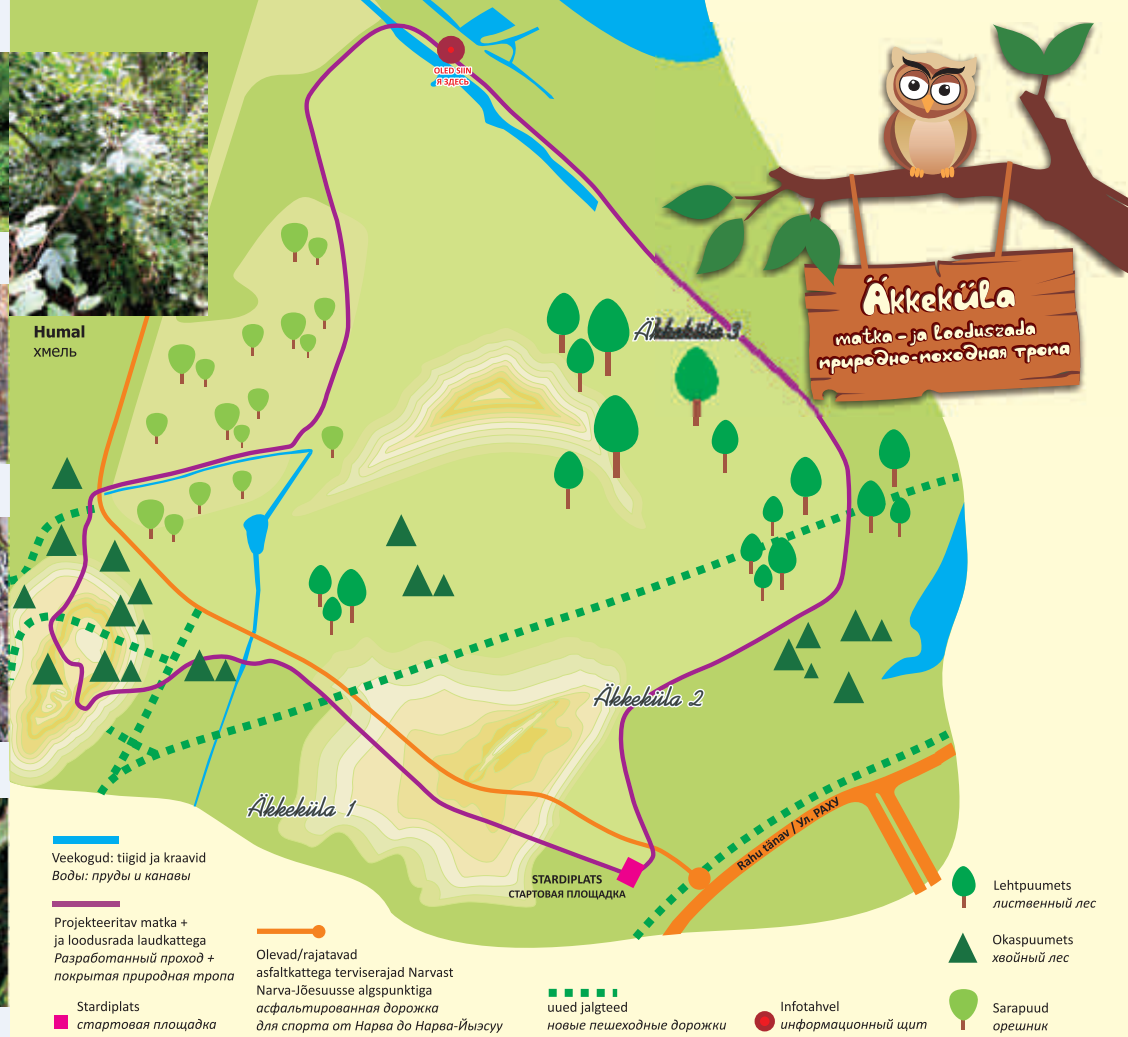 OLED SIIN
Я ЗДЕСЬ
Äkkeküla
matka-ja looduszada
природно-походная тропа
Humal
хмель
Äkkeküla 3
Äkkeküla 2
Äkkeküla 1
Rahu tänav / Ул. РАХУ
STARDIPLATS
СТАРТОВАЯ ПЛОЩАДКА
Veekogud: tiigid ja kraavid
Воды: пруды и канавы
Projekteeritav matka +
ja loodusrada laudkattega
Разработанный проход +
покрытая природная тропа
Stardiplats
стартовая площадка
Olevad/rajatavad
asfaltkattega terviserajad Narvast
Narva-Jõesuusse algspunktiga
асфальтированная дорожка
для спорта от Нарва до Нарва-Йыэсуу
uued jalgteed
новые пешеходные дорожки
Infotahvel
информационный щит
Lehtpuumets
лиственный лес
Okaspuumets
хвойный лес
Sarapuud
орешник